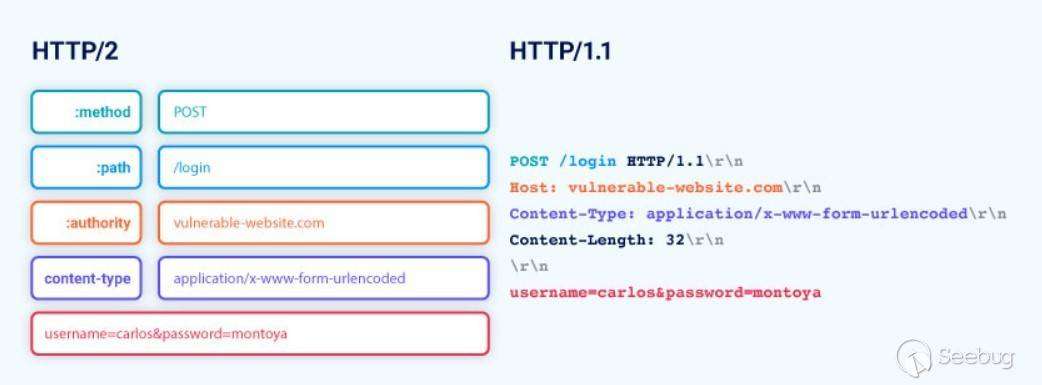 HTTP/2
:method POST
:path /login
:authority vulnerable-website.com
content-type application/x-www-form-urlencoded
username=carlos&password=montoya
HTTP/1.1
POST /login HTTP/1.1\r\n
Host: vulnerable-website.com\r\n
Content-Type: application/x-www-form-urlencoded\r\n
Content-Length: 32\r\n
\r\n
username=carlos&password=montoya
Seebug